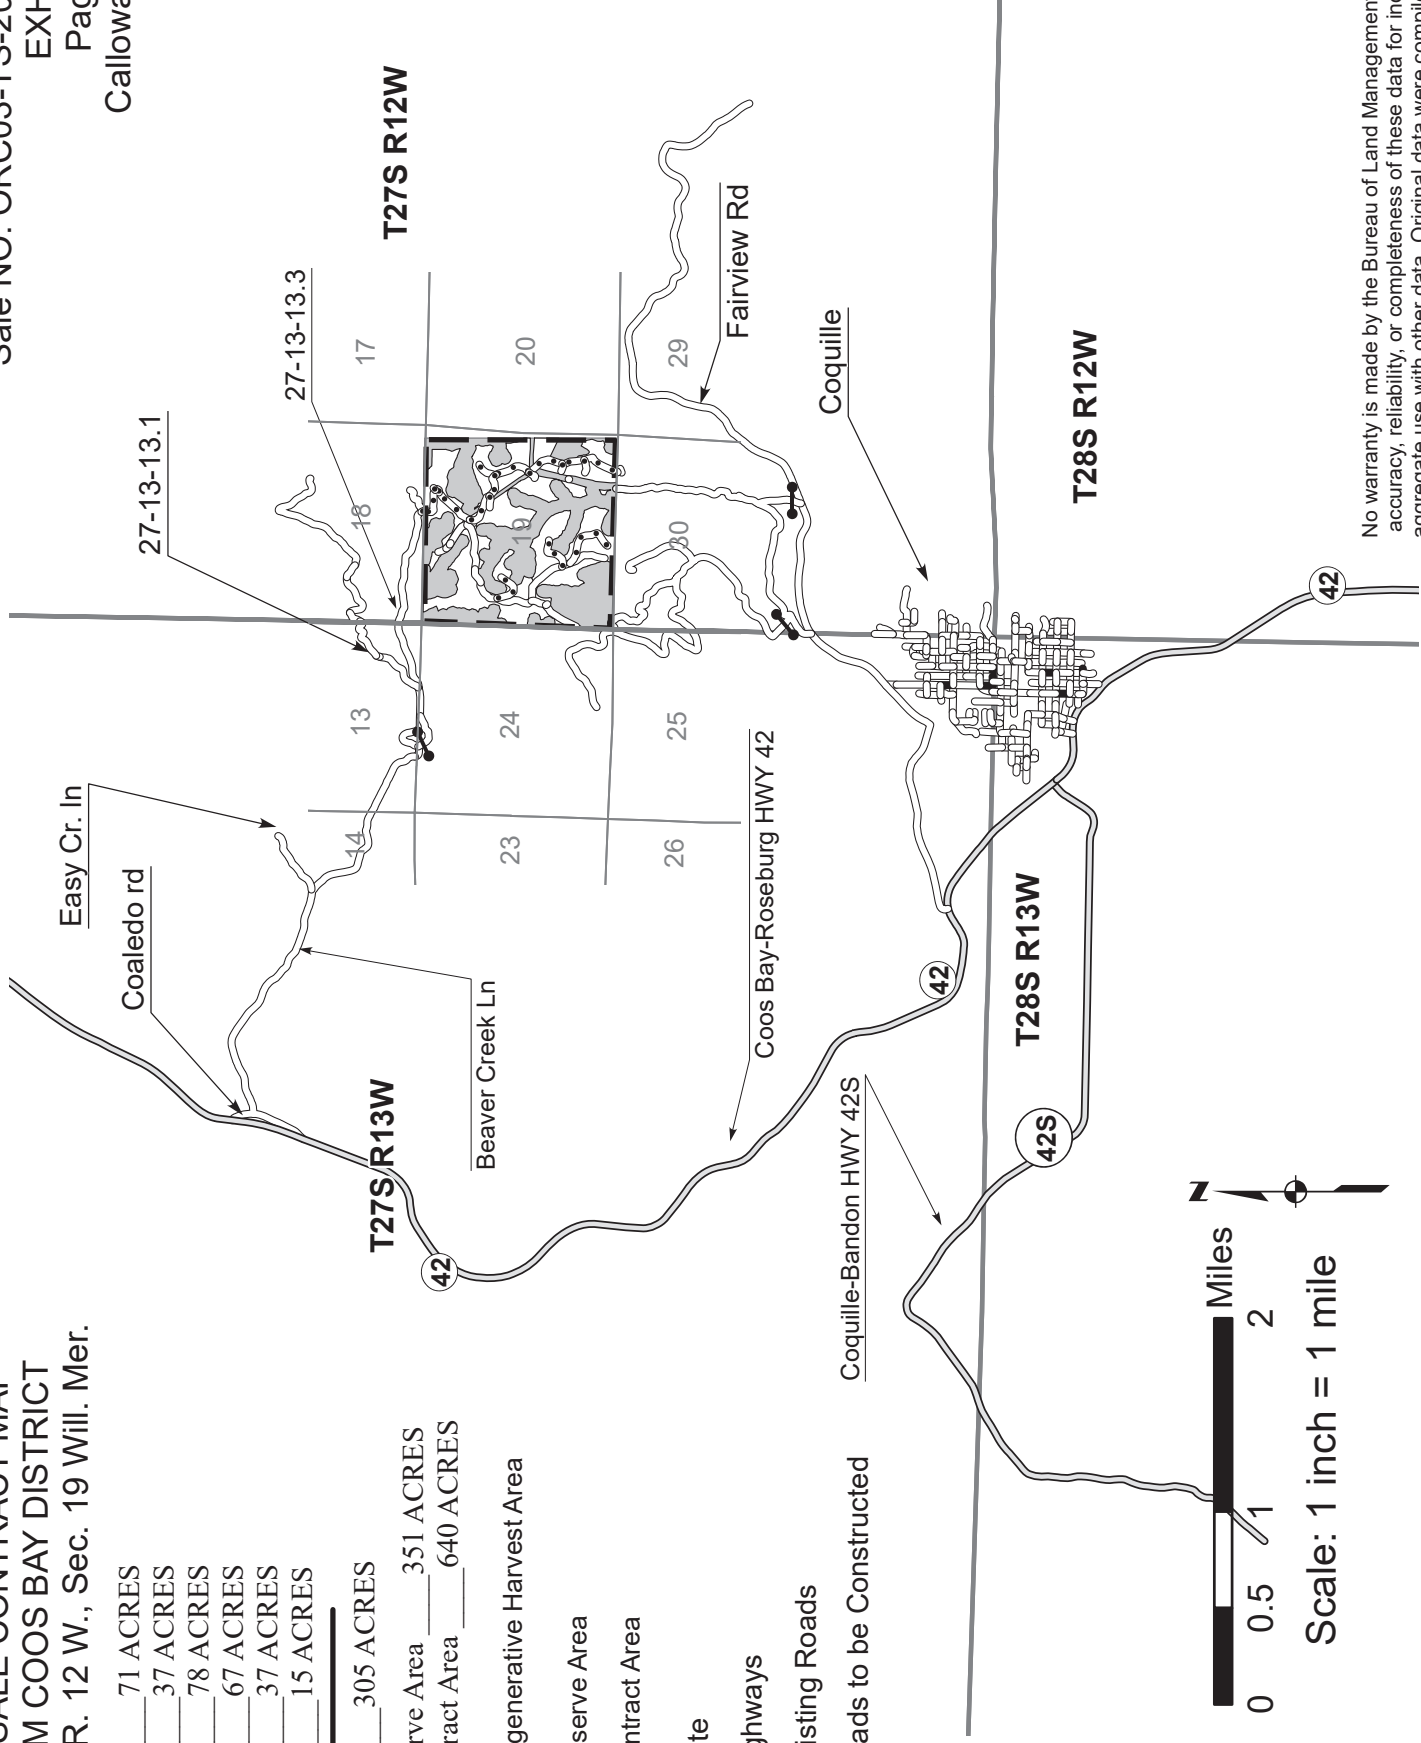 SALE CONTRACT MAP
M COOS BAY DISTRICT
R. 12 W., Sec. 19 Will. Mer.
EXH
Pag
Callowa
71 ACRES
37 ACRES
78 ACRES
67 ACRES
37 ACRES
15 ACRES
305 ACRES
rve Area 351 ACRES
ract Area 640 ACRES
generative Harvest Area
serve Area
ntract Area
te
ghways
isting Roads
ads to be Constructed
Easy Cr. ln
Coaledo rd
Beaver Creek Ln
27-13-13.1
27-13-13.3
T27S R13W
T27S R12W
14
13
18
17
23
24
19
20
26
25
30
29
Fairview Rd
Coos Bay-Roseburg HWY 42
Coquille
Coquille-Bandon HWY 42S
42
42
42S
42
T28S R13W
T28S R12W
N
Miles
0 0.5 1 2
Scale: 1 inch = 1 mile
No warranty is made by the Bureau of Land Management
accuracy, reliability, or completeness of these data for in
aggregate use with other data. Original data were compil